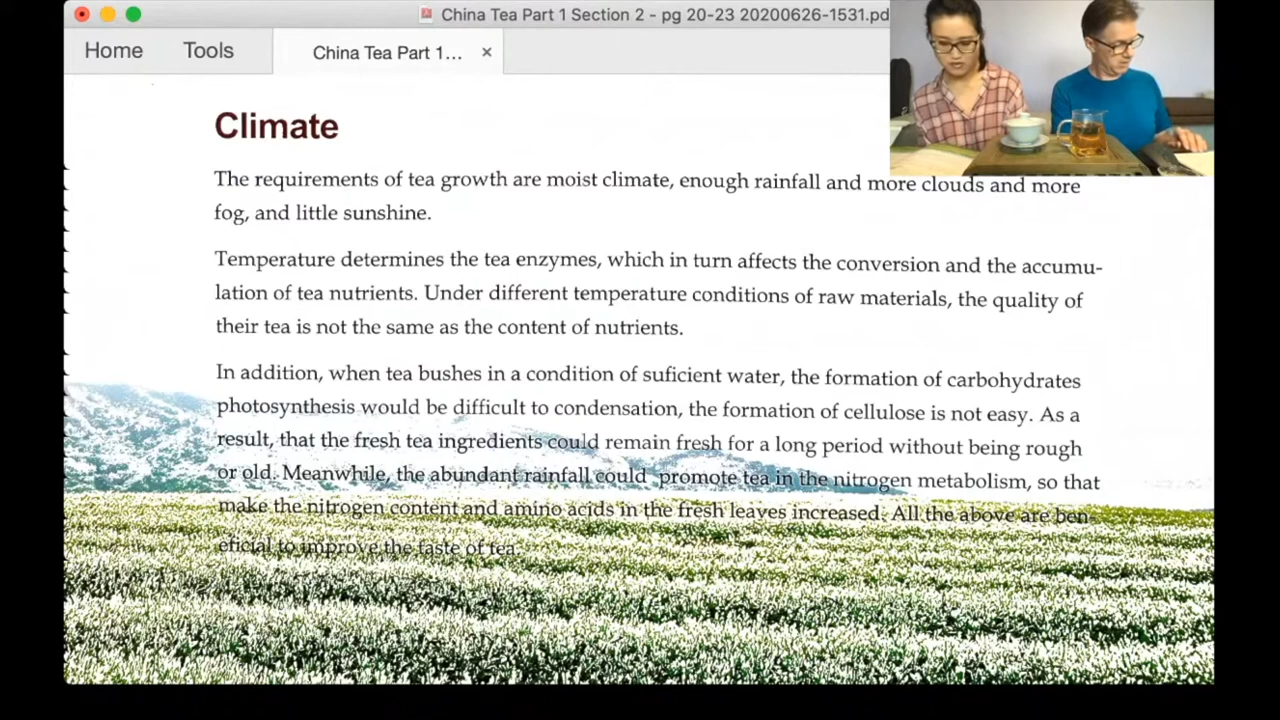 China Tea Part 1 Section 2 - pg 20-23 20200626-1531.pd
Home
Tools
China Tea Part 1...
Climate
The requirements of tea growth are moist climate, enough rainfall and more clouds and more
fog, and little sunshine.
Temperature determines the tea enzymes, which in turn affects the conversion and the accumu-
lation of tea nutrients. Under different temperature conditions of raw materials, the quality of
their tea is not the same as the content of nutrients.
In addition, when tea bushes in a condition of suficient water, the formation of carbohydrates
photosynthesis would be difficult to condensation, the formation of cellulose is not easy. As a
result, that the fresh tea ingredients could remain fresh for a long period without being rough
or old. Meanwhile, the abundant rainfall could promote tea in the nitrogen metabolism, so that
make the nitrogen content and amino acids in the fresh leaves increased. All the above are ben-
eficial to improve the taste of tea.